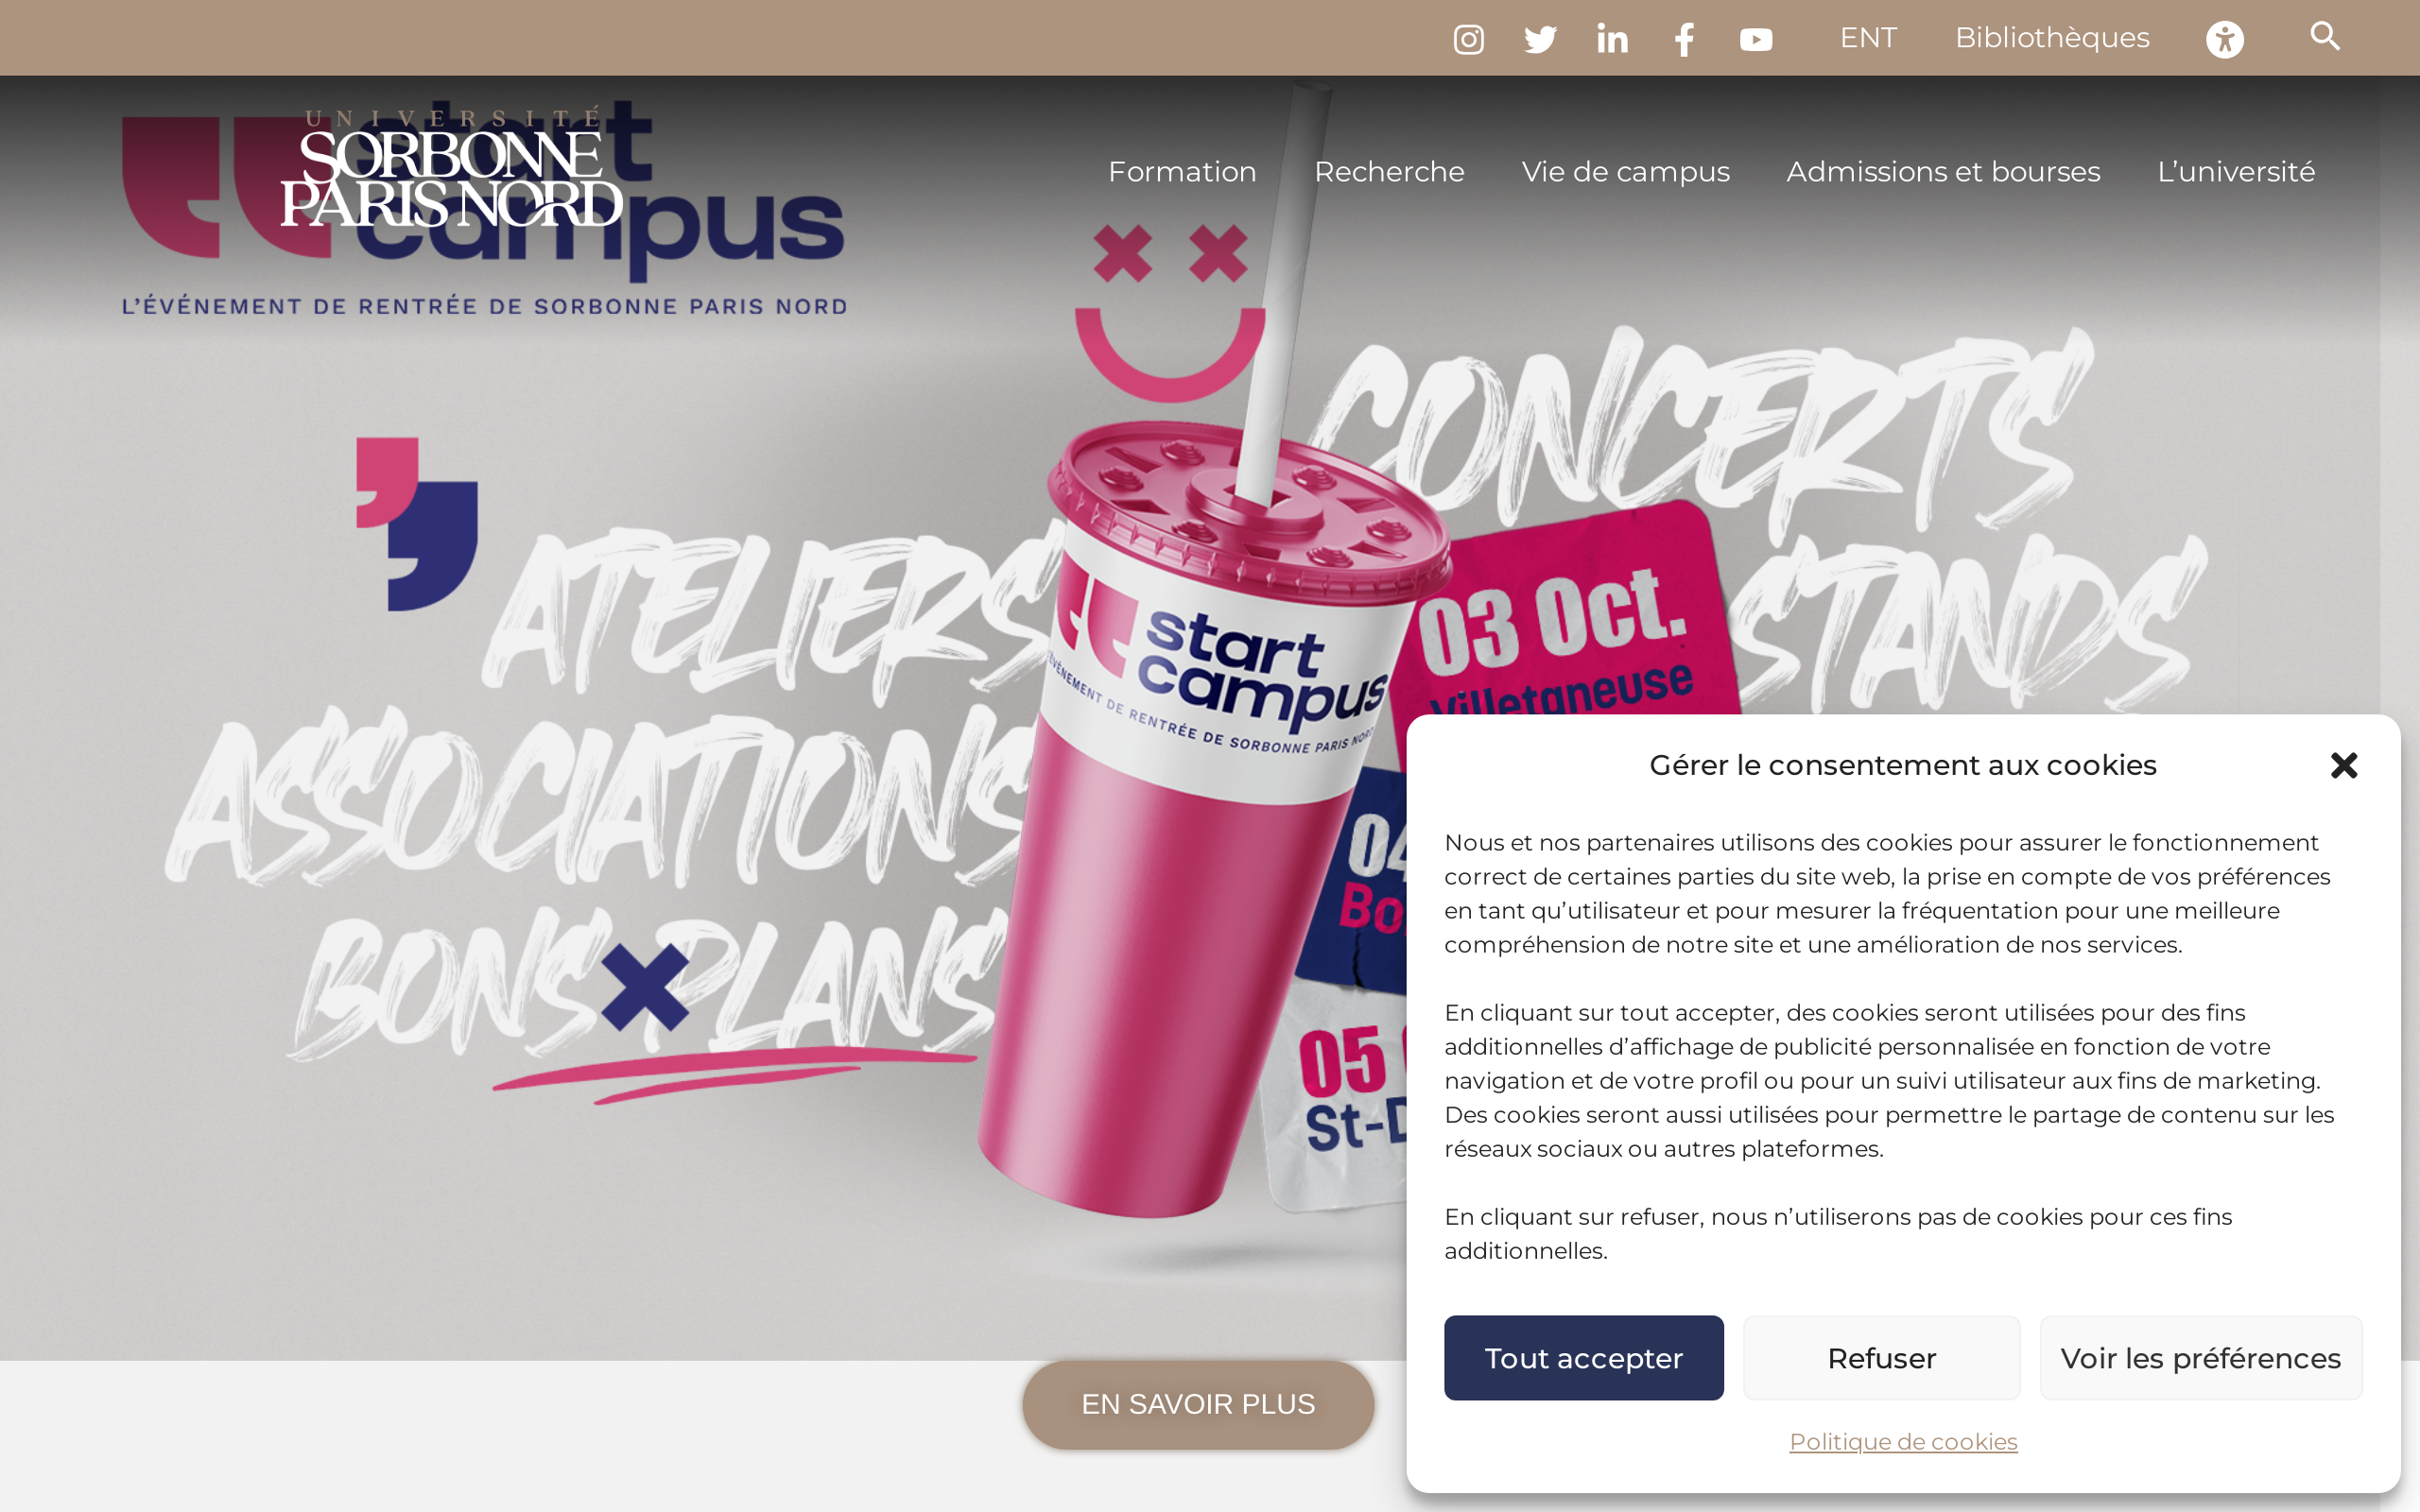 ENT
Bibliothèques
UNIVERSITÉ
SORBONNE
PARIS NORD
Formation
Recherche
Vie de campus
Admissions et bourses
L’université
start
campus
L’ÉVÉNEMENT DE RENTRÉE DE SORBONNE PARIS NORD
CONCERTS
STANDS
ATELIERS
ASSOCIATIONS
BONS PLANS
start
campus
L’ÉVÉNEMENT DE RENTRÉE DE SORBONNE PARIS NORD
03 Oct.
Villetaneuse
04
05
Gérer le consentement aux cookies
Nous et nos partenaires utilisons des cookies pour assurer le fonctionnement
correct de certaines parties du site web, la prise en compte de vos préférences
en tant qu’utilisateur et pour mesurer la fréquentation pour une meilleure
compréhension de notre site et une amélioration de nos services.
En cliquant sur tout accepter, des cookies seront utilisées pour des fins
additionnelles d’affichage de publicité personnalisée en fonction de votre
navigation et de votre profil ou pour un suivi utilisateur aux fins de marketing.
Des cookies seront aussi utilisées pour permettre le partage de contenu sur les
réseaux sociaux ou autres plateformes.
En cliquant sur refuser, nous n’utiliserons pas de cookies pour ces fins
additionnelles.
Tout accepter
Refuser
Voir les préférences
Politique de cookies
EN SAVOIR PLUS